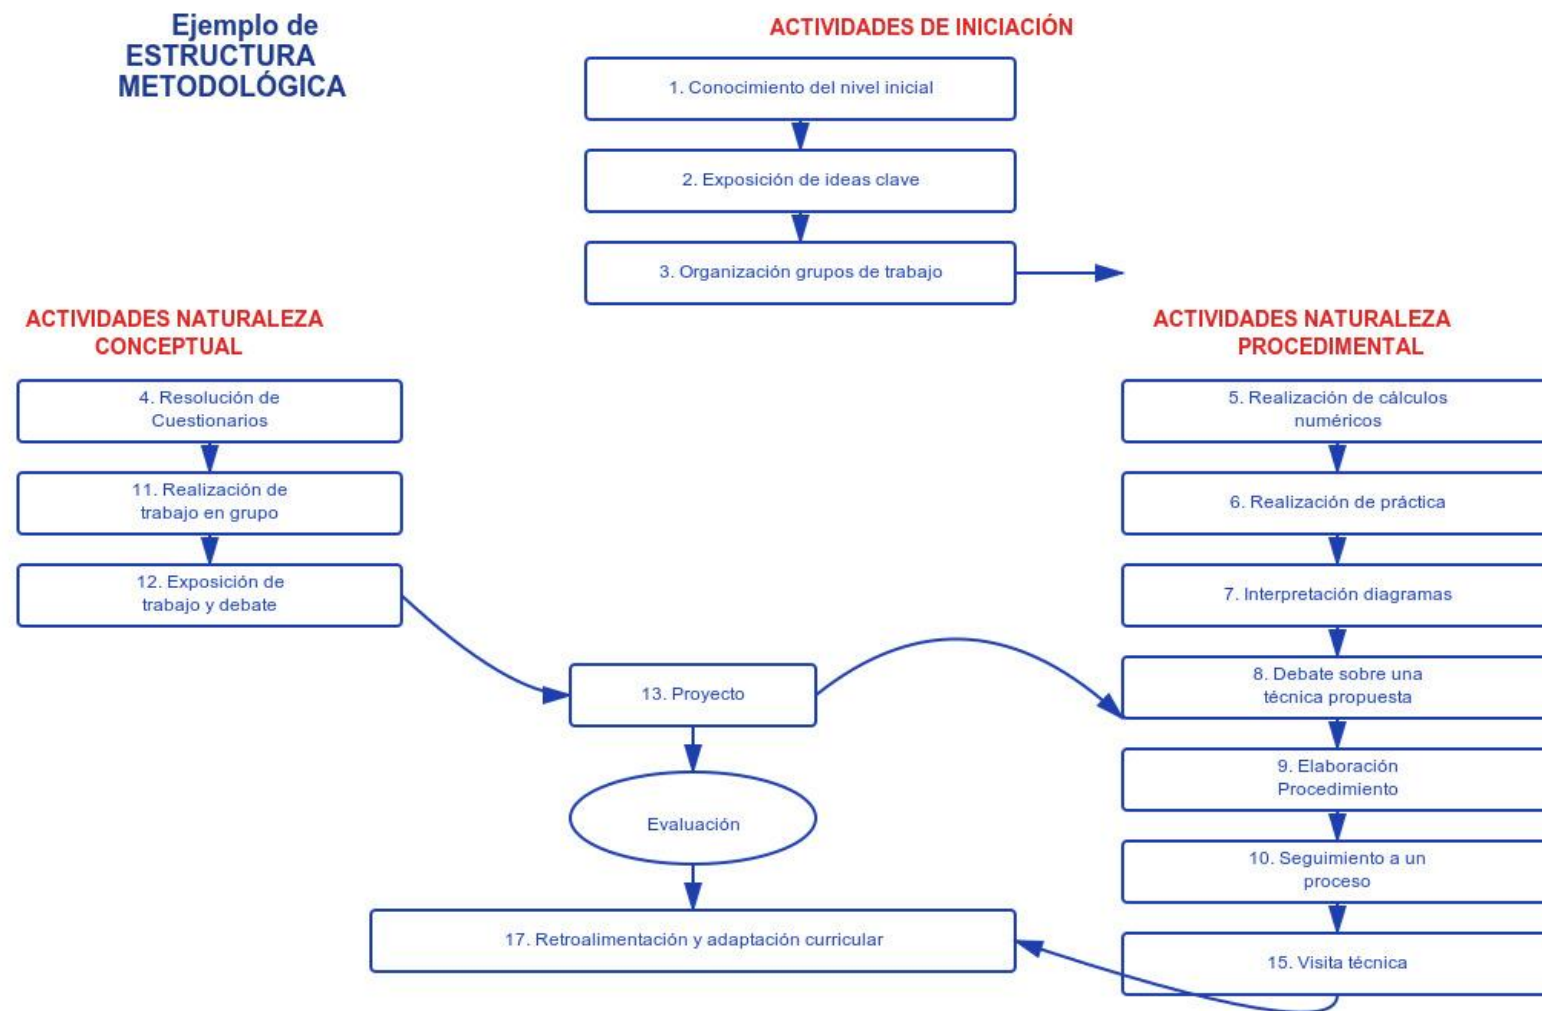 Ejemplo de
ESTRUCTURA
METODOLÓGICA
ACTIVIDADES DE INICIACIÓN
1. Conocimiento del nivel inicial
2. Exposición de ideas clave
3. Organización grupos de trabajo
ACTIVIDADES NATURALEZA
CONCEPTUAL
4. Resolución de
Cuestionarios
11. Realización de
trabajo en grupo
12. Exposición de
trabajo y debate
ACTIVIDADES NATURALEZA
PROCEDIMENTAL
5. Realización de cálculos
numéricos
6. Realización de práctica
7. Interpretación diagramas
8. Debate sobre una
técnica propuesta
9. Elaboración
Procedimiento
10. Seguimiento a un
proceso
15. Visita técnica
13. Proyecto
Evaluación
17. Retroalimentación y adaptación curricular